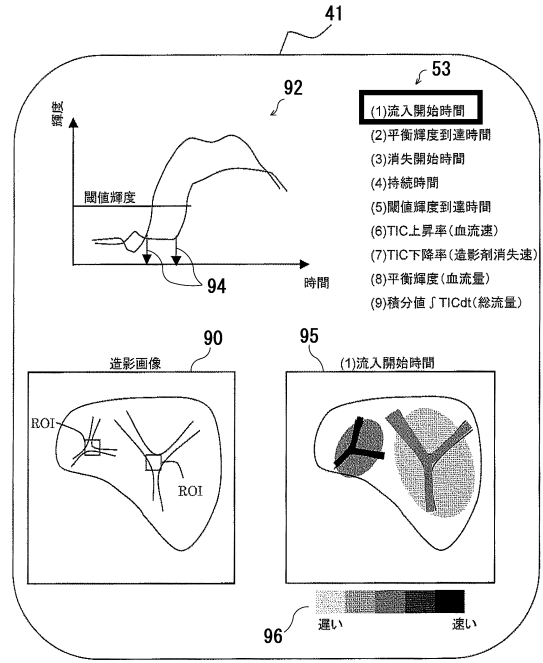 41
92
53
輝度
閾値輝度
94
時間
(1)流入開始時間
(2)平衡輝度到達時間
(3)消失開始時間
(4)持続時間
(5)閾値輝度到達時間
(6)TIC上昇率(血流速)
(7)TIC下降率(造影剤消失速)
(8)平衡輝度(血流量)
(9)積分値∫TICdt(総流量)
造影画像
90
ROI
ROI
95
(1)流入開始時間
96
遅い
速い